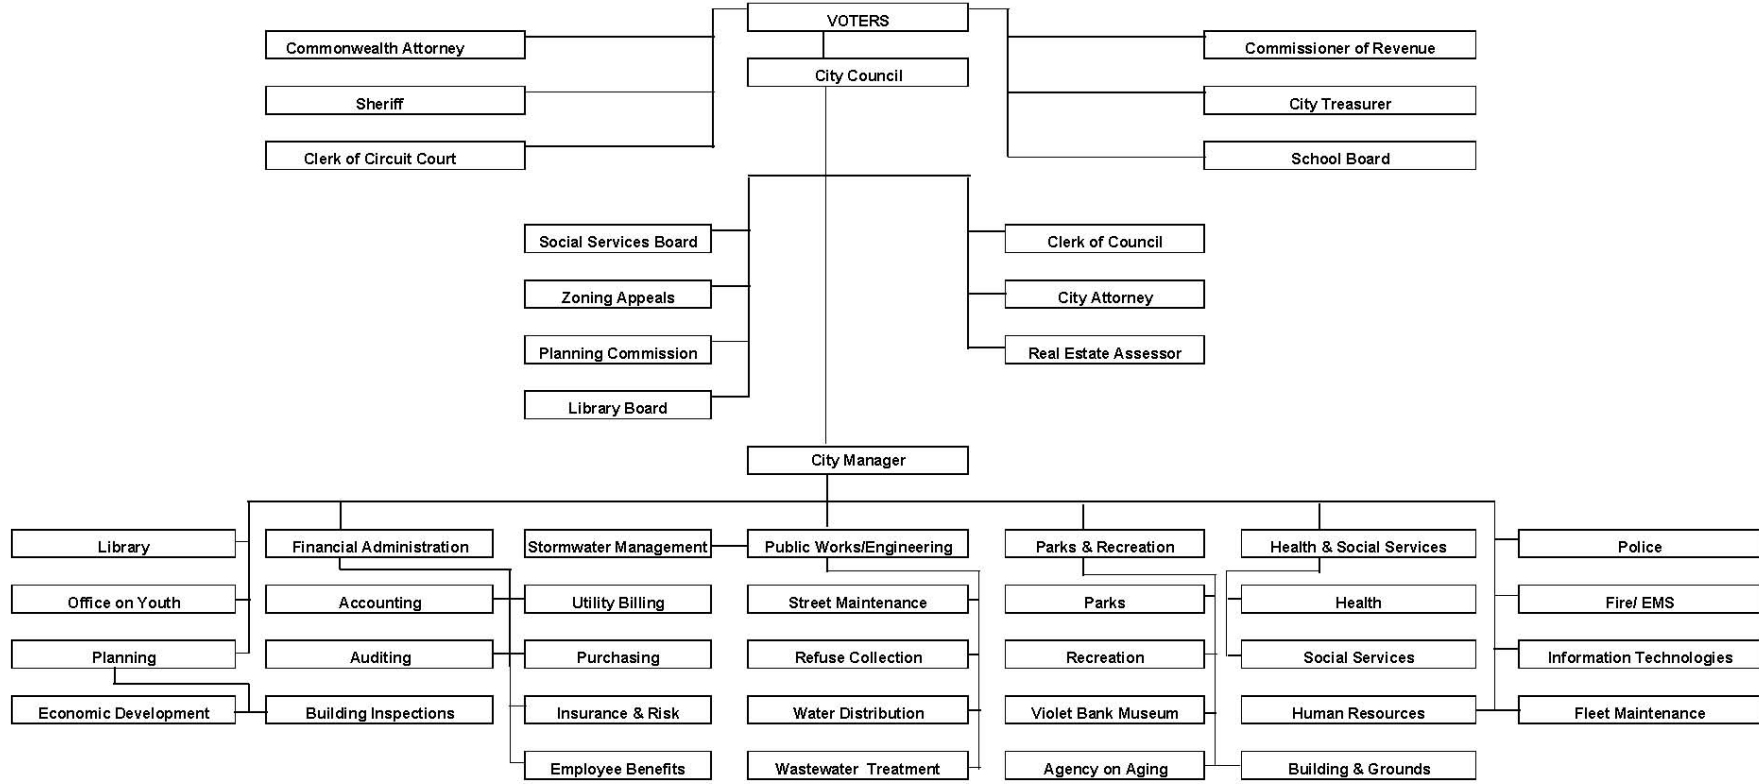 VOTERS
Commonwealth Attorney
Commissioner of Revenue
City Council
Sheriff
City Treasurer
Clerk of Circuit Court
School Board
Social Services Board
Clerk of Council
Zoning Appeals
City Attorney
Planning Commission
Real Estate Assessor
Library Board
City Manager
Library
Financial Administration
Stormwater Management
Public Works/Engineering
Parks & Recreation
Health & Social Services
Police
Office on Youth
Accounting
Utility Billing
Street Maintenance
Parks
Health
Fire/ EMS
Planning
Auditing
Purchasing
Refuse Collection
Recreation
Social Services
Information Technologies
Economic Development
Building Inspections
Insurance & Risk
Water Distribution
Violet Bank Museum
Human Resources
Fleet Maintenance
Employee Benefits
Wastewater Treatment
Agency on Aging
Building & Grounds